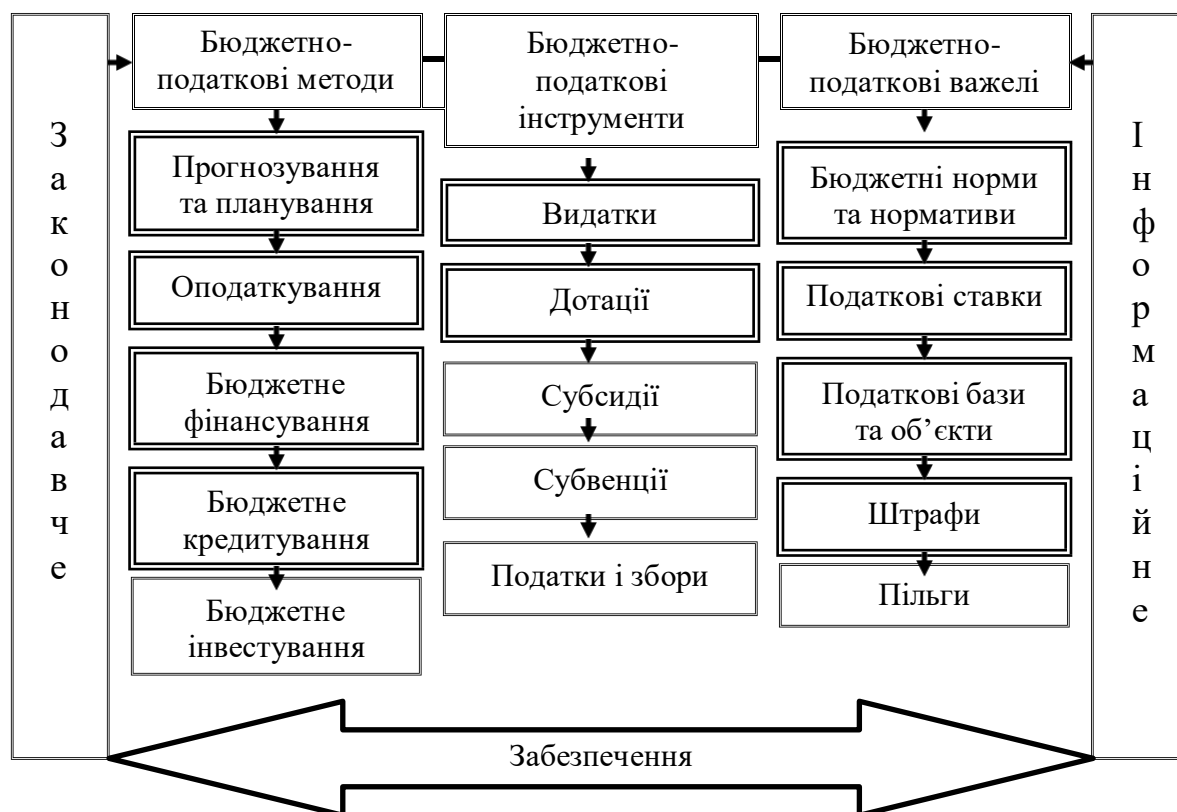 Законодавче
Бюджетно-
податкові методи
Прогнозування
та планування
Оподаткування
Бюджетне
фінансування
Бюджетне
кредитування
Бюджетне
інвестування
Бюджетно-
податкові
інструменти
Видатки
Дотації
Субсидії
Субвенції
Податки і збори
Бюджетно-
податкові важелі
Бюджетні норми
та нормативи
Податкові ставки
Податкові бази
та об’єкти
Штрафи
Пільги
Інформаційне
Забезпечення